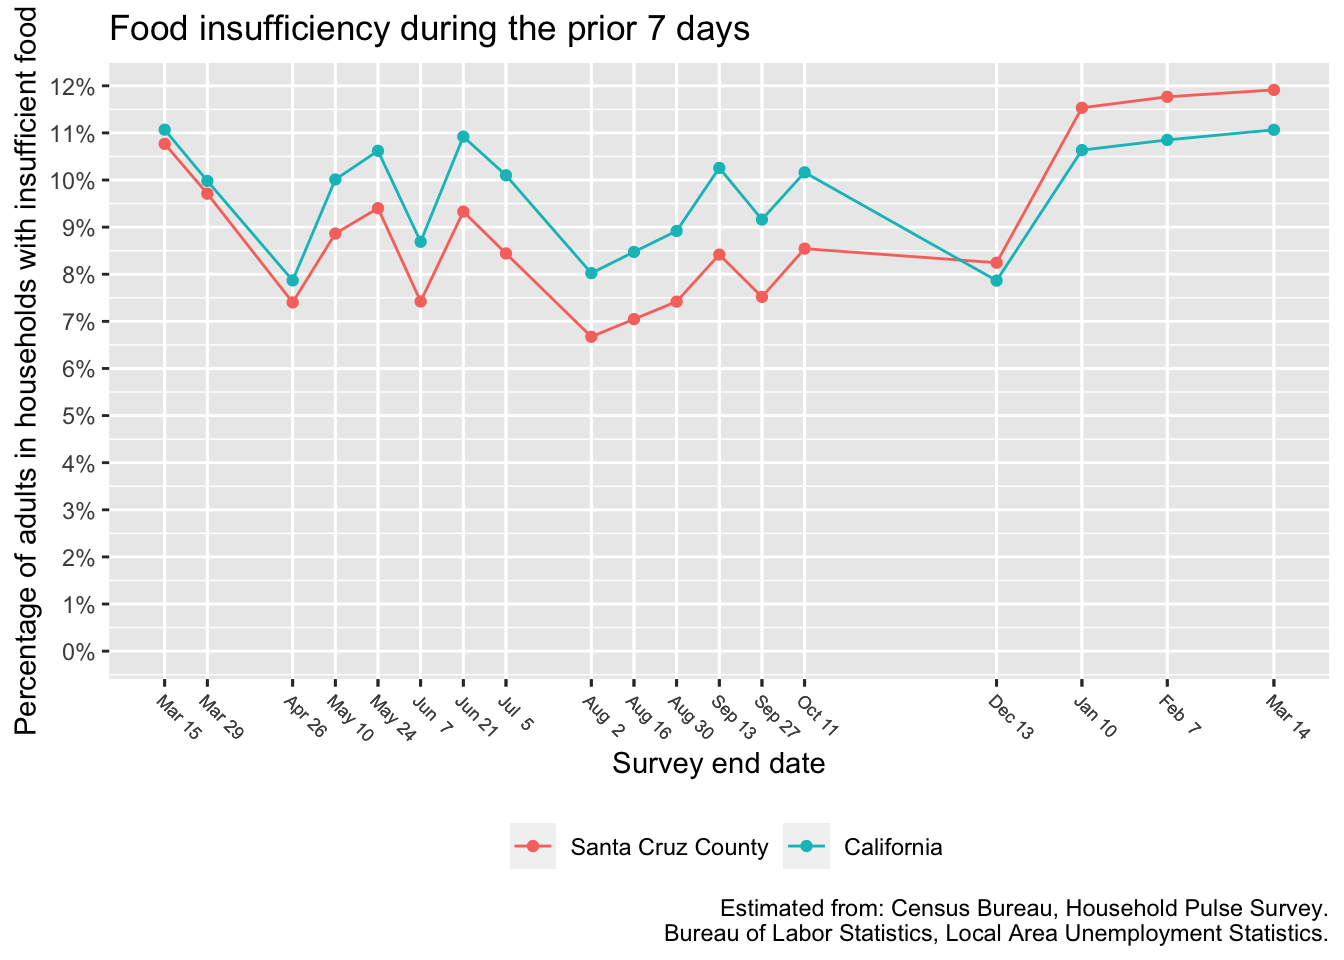 Food insufficiency during the prior 7 days
Percentage of adults in households with insufficient food
12%
11%
10%
9%
8%
7%
6%
5%
4%
3%
2%
1%
0%
Mar 15
Mar 29
Apr 26
May 10
May 24
Jun 7
Jun 21
Jul 5
Aug 2
Aug 16
Aug 30
Sep 13
Sep 27
Oct 11
Dec 13
Jan 10
Feb 7
Mar 14
Survey end date
Santa Cruz County
California
Estimated from: Census Bureau, Household Pulse Survey.
Bureau of Labor Statistics, Local Area Unemployment Statistics.